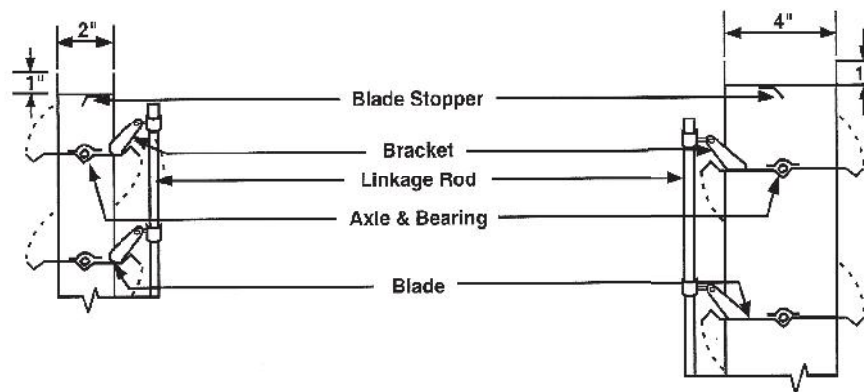 2"
4"
1"
1
Blade Stopper
Bracket
Linkage Rod
Axle & Bearing
Blade